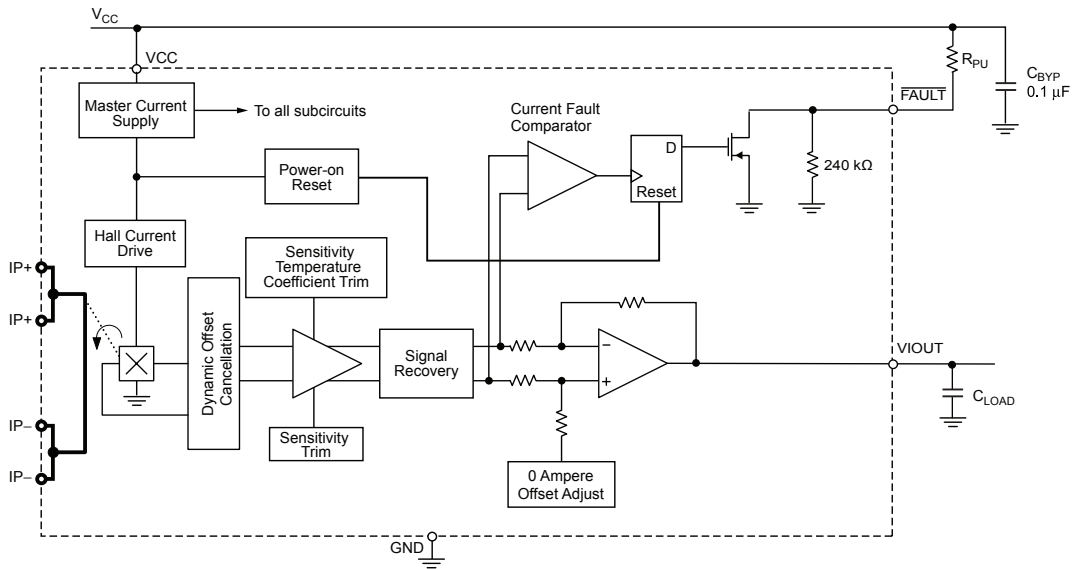 VCC
VCC
RPU
CBYP
0.1 µF
FAULT
Master Current
Supply
To all subcircuits
Current Fault
Comparator
D
Reset
240 kΩ
Power-on
Reset
Hall Current
Drive
Sensitivity
Temperature
Coefficient Trim
IP+
IP+
Dynamic Offset
Cancellation
Signal
Recovery
−
+
VIOUT
CLOAD
IP−
IP−
Sensitivity
Trim
0 Ampere
Offset Adjust
GND